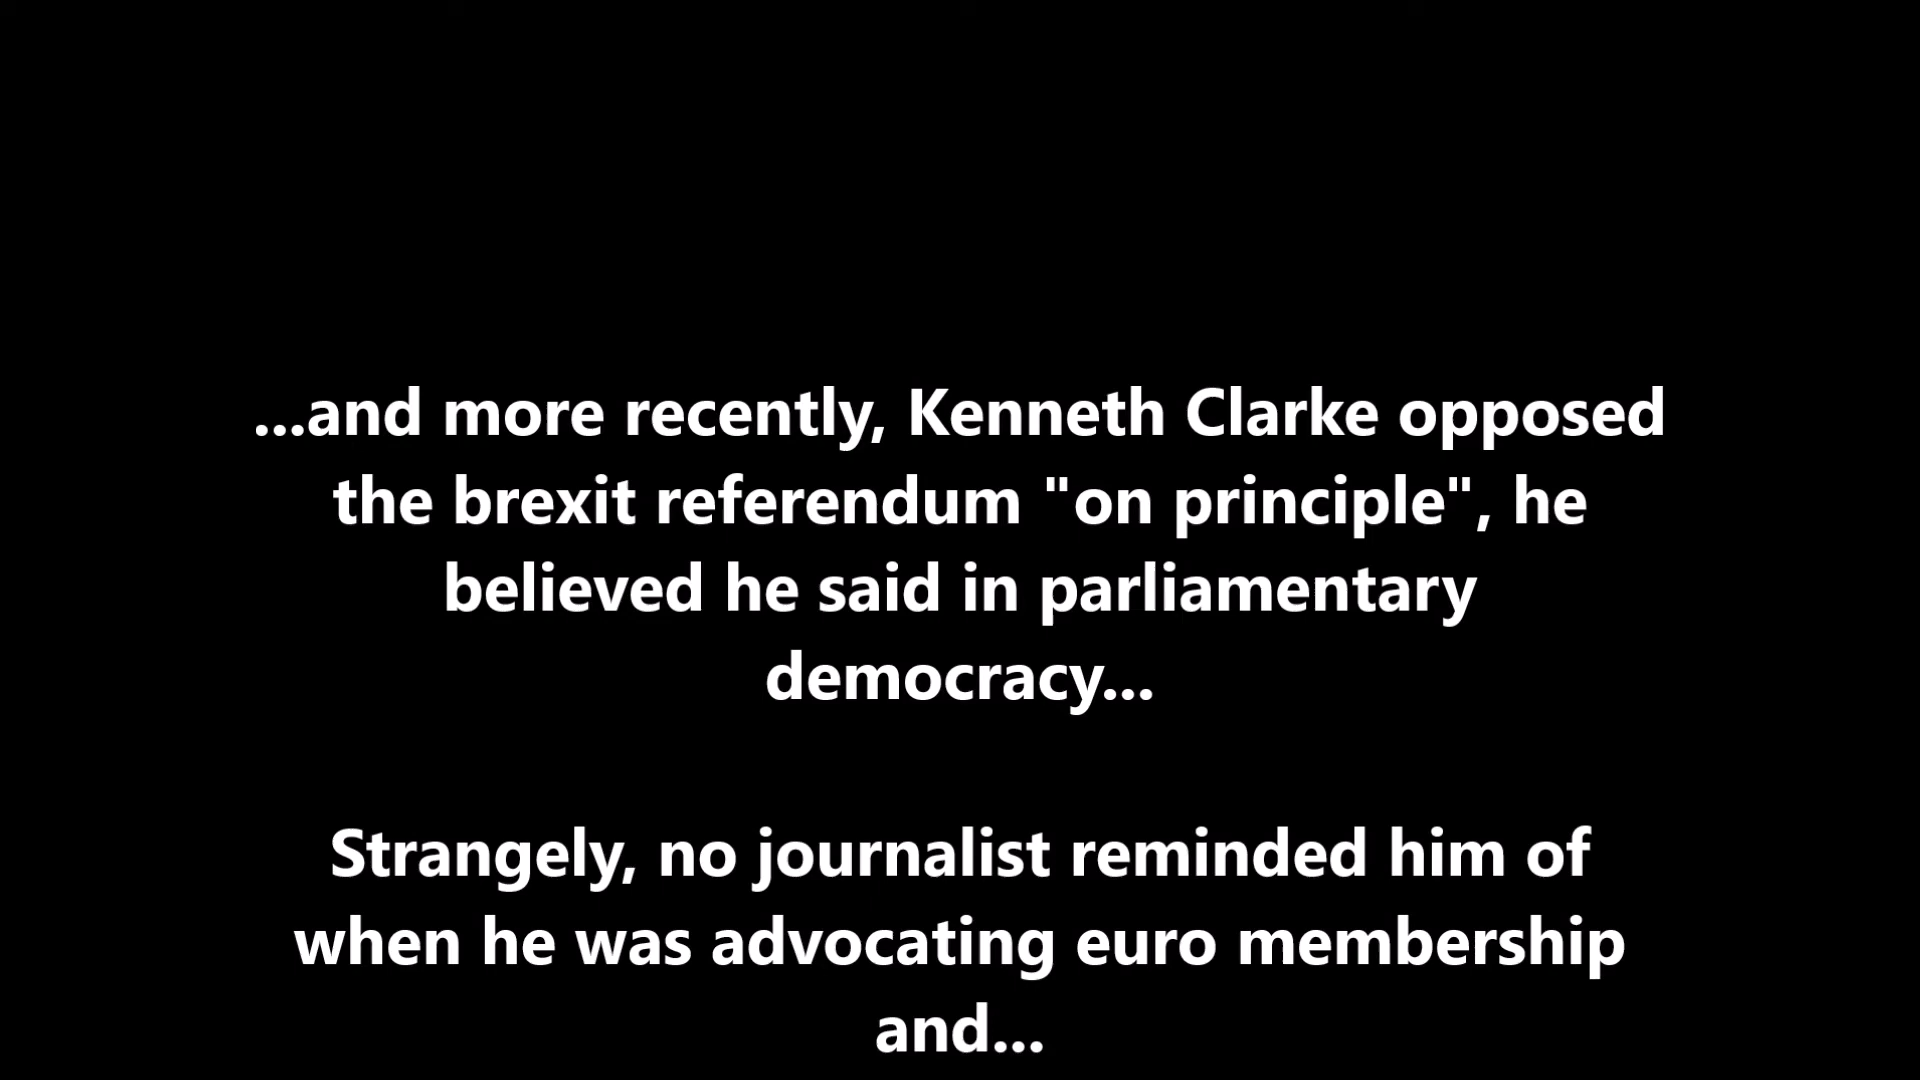 ...and more recently, Kenneth Clarke opposed
the brexit referendum "on principle", he
believed he said in parliamentary
democracy...
Strangely, no journalist reminded him of
when he was advocating euro membership
and...